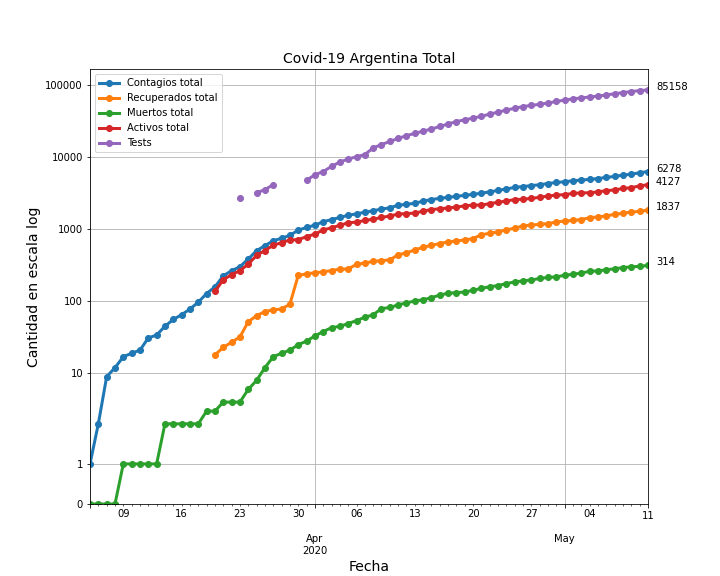 Covid-19 Argentina Total
Contagios total
Recuperados total
Muertos total
Activos total
Tests
Cantidad en escala log
100000
10000
1000
100
10
1
0
85158
6278
4127
1837
314
09 16 23 30 06 13 20 27 04 11
Apr May
2020
Fecha